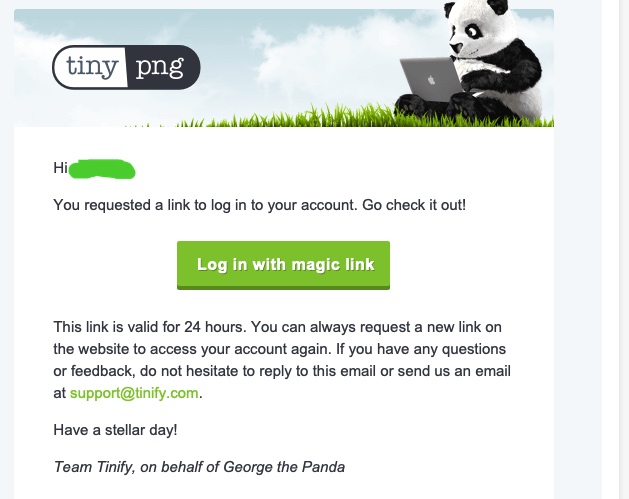 tiny png
Hi
You requested a link to log in to your account. Go check it out!
Log in with magic link
This link is valid for 24 hours. You can always request a new link on
the website to access your account again. If you have any questions
or feedback, do not hesitate to reply to this email or send us an email
at support@tinify.com.
Have a stellar day!
Team Tinify, on behalf of George the Panda